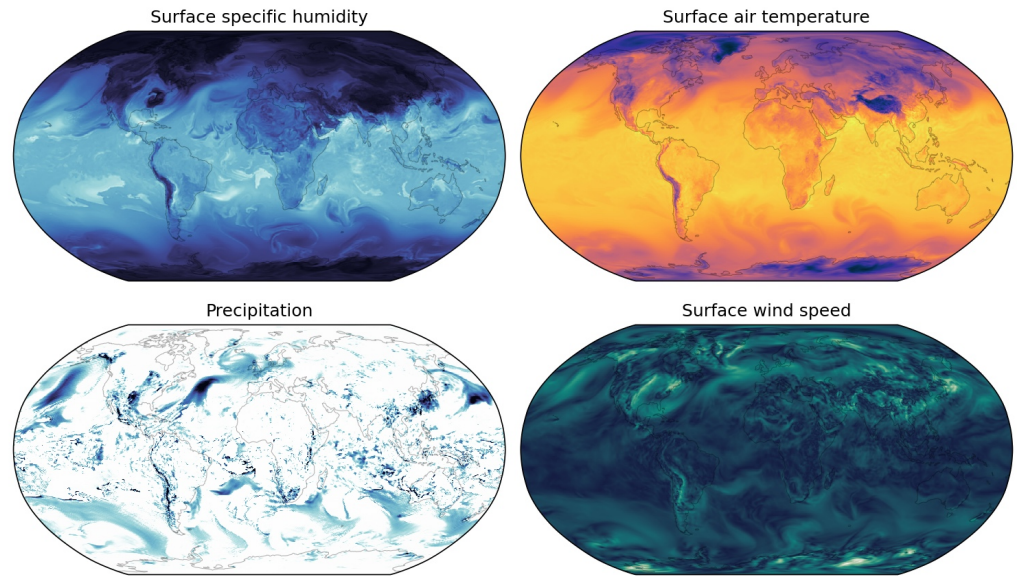 Surface specific humidity
Surface air temperature
Precipitation
Surface wind speed